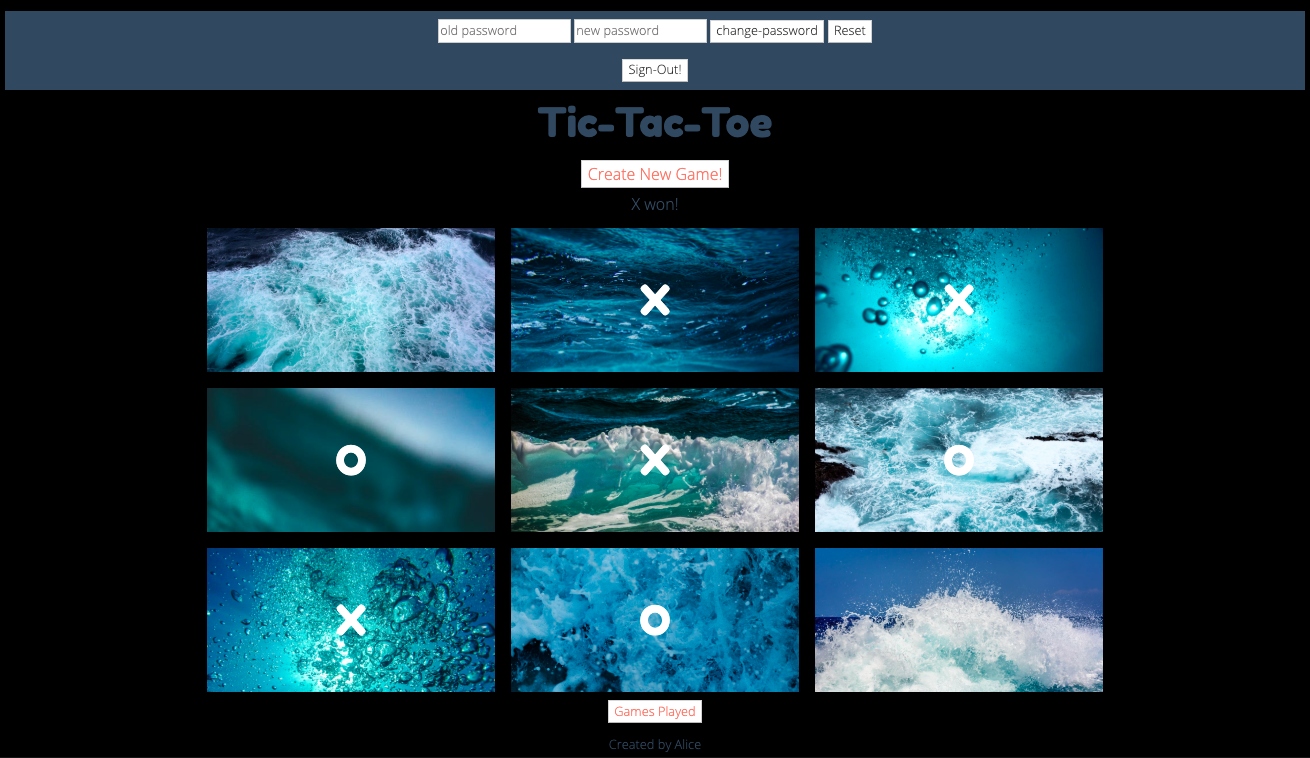 old password new password change-password Reset
Sign-Out!
Tic-Tac-Toe
Create New Game!
X won!
X X
O X O
X O
Games Played
Created by Alice